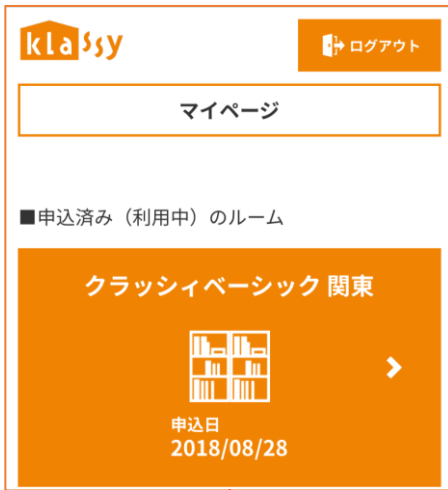 klassy
ログアウト
マイページ
■申込済み（利用中）のルーム
クラッシィベーシック 関東
申込日
2018/08/28